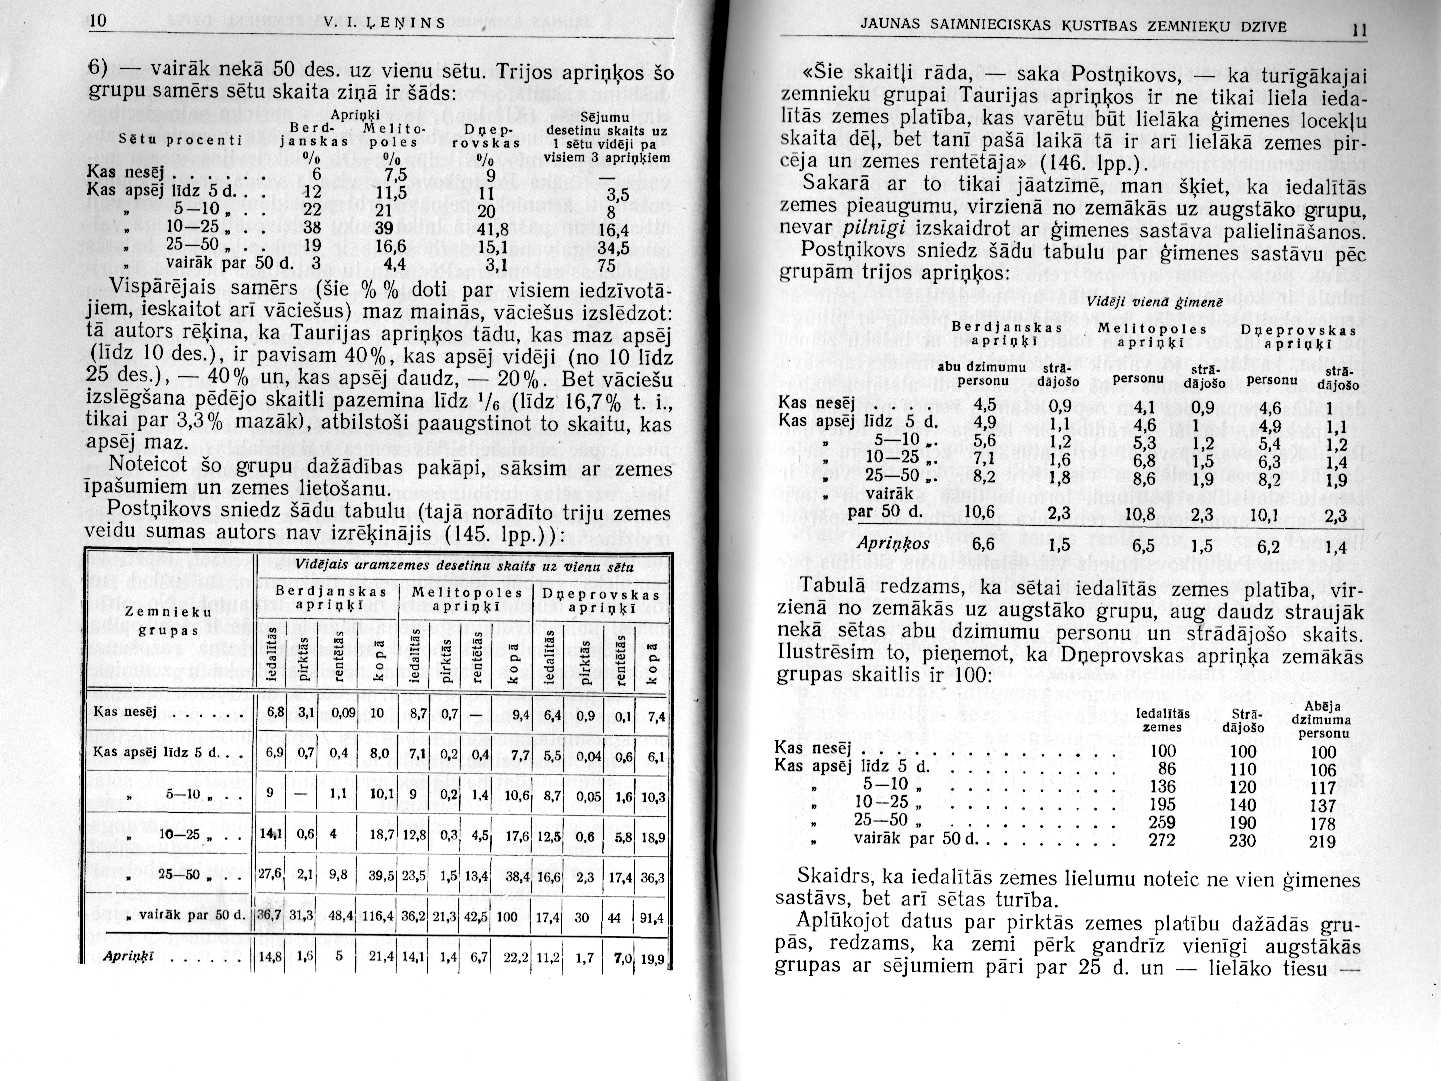 10 V. I. ĻEŅINS
6) — vairāk nekā 50 des. uz vienu sētu. Trijos apriņķos šo
grupu samērs sētu skaita ziņā ir šāds:
Apriņķi Sējumu
Berd- Melito- Dņep- desetinu skaits uz
Sētu procenti janskas poles rovskas 1 sētu vidēji pa
% % % visiem 3 apriņķiem
Kas nesēj . . . . . . 6 7,5 9 —
Kas apsēj līdz 5 d. . . 12 11,5 11 3,5
„ 5—10 „ . . 22 21 20 8
„ 10—25 „ . . 38 39 41,8 16,4
„ 25—50 „ . . 19 16,6 15,1 34,5
„ vairāk par 50 d. 3 4,4 3,1 75
Vispārējais samērs (šie % % doti par visiem iedzīvotā-
jiem, ieskaitot arī vāciešus) maz mainās, vāciešus izslēdzot:
tā autors rēķina, ka Taurijas apriņķos tādu, kas maz apsēj
(līdz 10 des.), ir pavisam 40%, kas apsēj vidēji (no 10 līdz
25 des.), — 40% un, kas apsēj daudz, — 20%. Bet vāciešu
izslēgšana pēdējo skaitli pazemina līdz 1/6 (līdz 16,7% t. i.,
tikai par 3,3% mazāk), atbilstoši paaugstinot to skaitu, kas
apsēj maz.
Noteicot šo grupu dažādības pakāpi, sāksim ar zemes
īpašumiem un zemes lietošanu.
Postņikovs sniedz šādu tabulu (tajā norādīto triju zemes
veidu sumas autors nav izrēķinājis (145. lpp.)):
Zemnieku grupas Vidējais aramzemes desetinu skaits uz vienu sētu
Berdjanskas apriņķī Melitopoles apriņķī Dņeprovskas apriņķī
iedalītās pirktās rentētās kopā iedalītās pirktās rentētās kopā iedalītās pirktās rentētās kopā
Kas nesēj . . . . . . 6,8 3,1 0,09 10 8,7 0,7 — 9,4 6,4 0,9 0,1 7,4
Kas apsēj līdz 5 d. . . 6,9 0,7 0,4 8,0 7,1 0,2 0,4 7,7 5,5 0,04 0,6 6,1
„ 5—10 „ . . 9 — 1,1 10,1 9 0,2 1,4 10,6 8,7 0,05 1,6 10,3
„ 10—25 „ . . 14,1 0,6 4 18,7 12,8 0,3 4,5 17,6 12,5 0,6 5,8 18,9
„ 25—50 „ . . 27,6 2,1 9,8 39,5 23,5 1,5 13,4 38,4 16,6 2,3 17,4 36,3
„ vairāk par 50 d. 36,7 31,3 48,4 116,4 36,2 21,3 42,5 100 17,4 30 44 91,4
Apriņķī . . . . . . 14,8 1,6 5 21,4 14,1 1,4 6,7 22,2 11,2 1,7 7,0 19,9
JAUNAS SAIMNIECISKAS KUSTĪBAS ZEMNIEKU DZĪVĒ 11
«Šie skaitļi rāda, — saka Postņikovs, — ka turīgākajai
zemnieku grupai Taurijas apriņķos ir ne tikai liela ieda-
lītās zemes platība, kas varētu būt lielāka ģimenes locekļu
skaita dēļ, bet tanī pašā laikā tā ir arī lielākā zemes pir-
cēja un zemes rentētāja» (146. lpp.).
Sakarā ar to tikai jāatzīmē, man šķiet, ka iedalītās
zemes pieaugumu, virzienā no zemākās uz augstāko grupu,
nevar pilnīgi izskaidrot ar ģimenes sastāva palielināšanos.
Postņikovs sniedz šādu tabulu par ģimenes sastāvu pēc
grupām trijos apriņķos:
Vidēji vienā ģimenē
Berdjanskas Melitopoles Dņeprovskas
apriņķī apriņķī apriņķī
abu dzimumu strā- strā- strā-
personu dājošo personu dājošo personu dājošo
Kas nesēj . . . . . 4,5 0,9 4,1 0,9 4,6 1
Kas apsēj līdz 5 d. 4,9 1,1 4,6 1 4,9 1,1
„ 5—10 „. 5,6 1,2 5,3 1,2 5,4 1,2
„ 10—25 „. 7,1 1,6 6,8 1,5 6,3 1,4
„ 25—50 „. 8,2 1,8 8,6 1,9 8,2 1,9
„ vairāk
par 50 d. 10,6 2,3 10,8 2,3 10,1 2,3
Apriņķos 6,6 1,5 6,5 1,5 6,2 1,4
Tabulā redzams, ka sētai iedalītās zemes platība, vir-
zienā no zemākās uz augstāko grupu, aug daudz straujāk
nekā sētas abu dzimumu personu un strādājošo skaits.
Ilustrēsim to, pieņemot, ka Dņeprovskas apriņķa zemākās
grupas skaitlis ir 100:
Iedalītās Strā- Abēja
zemes dājošo dzimuma
personu
Kas nesēj . . . . . . . . . . . . . . . 100 100 100
Kas apsēj līdz 5 d. . . . . . . . . . . 86 110 106
„ 5—10 „ . . . . . . . . . . 136 120 117
„ 10—25 „ . . . . . . . . . . 195 140 137
„ 25—50 „ . . . . . . . . . . 259 190 178
„ vairāk par 50 d. . . . . . . . . 272 230 219
Skaidrs, ka iedalītās zemes lielumu noteic ne vien ģimenes
sastāvs, bet arī sētas turība.
Aplūkojot datus par pirktās zemes platību dažādās gru-
pās, redzams, ka zemi pērk gandrīz vienīgi augstākās
grupas ar sējumiem pāri par 25 d. un — lielāko tiesu —